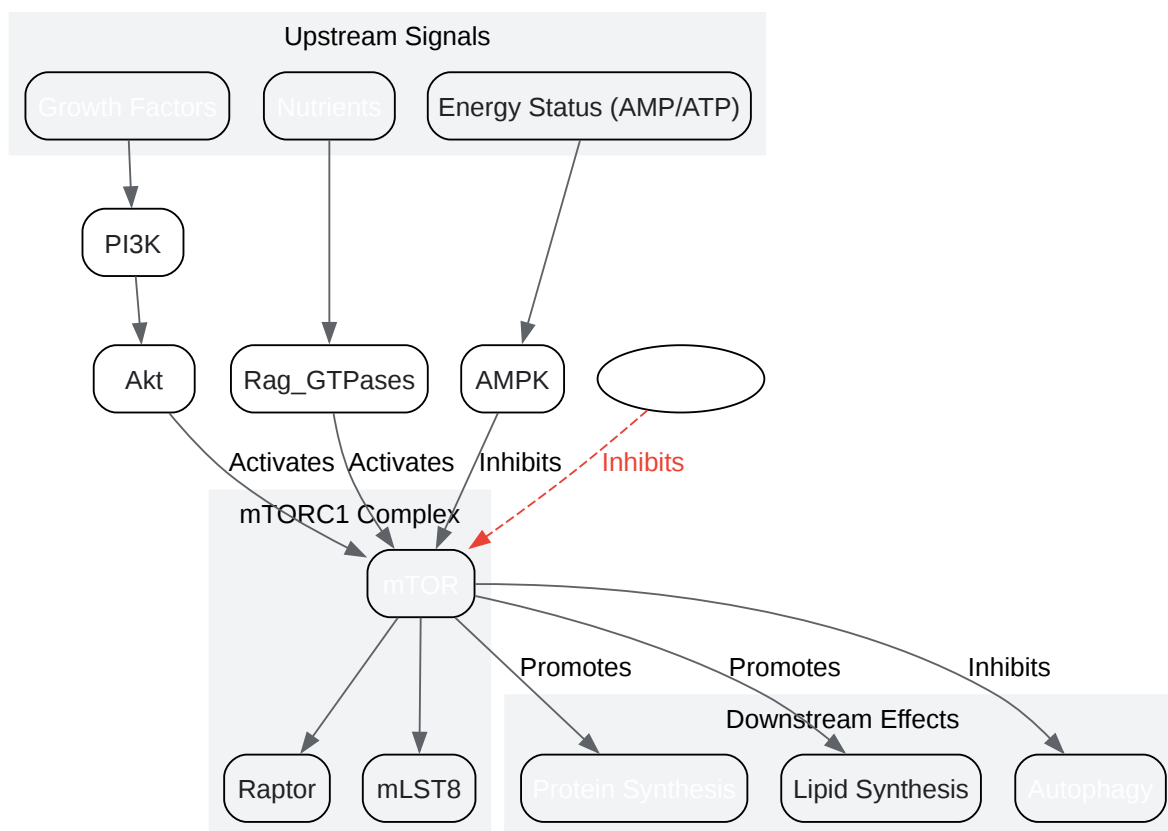 Upstream Signals
Growth Factors
Nutrients
Energy Status (AMP/ATP)
PI3K
Akt
Rag_GTPases
AMPK
Activates
Activates
Inhibits
Inhibits
mTORC1 Complex
mTOR
Promotes
Promotes
Inhibits
Downstream Effects
Raptor
mLST8
Protein Synthesis
Lipid Synthesis
Autophagy